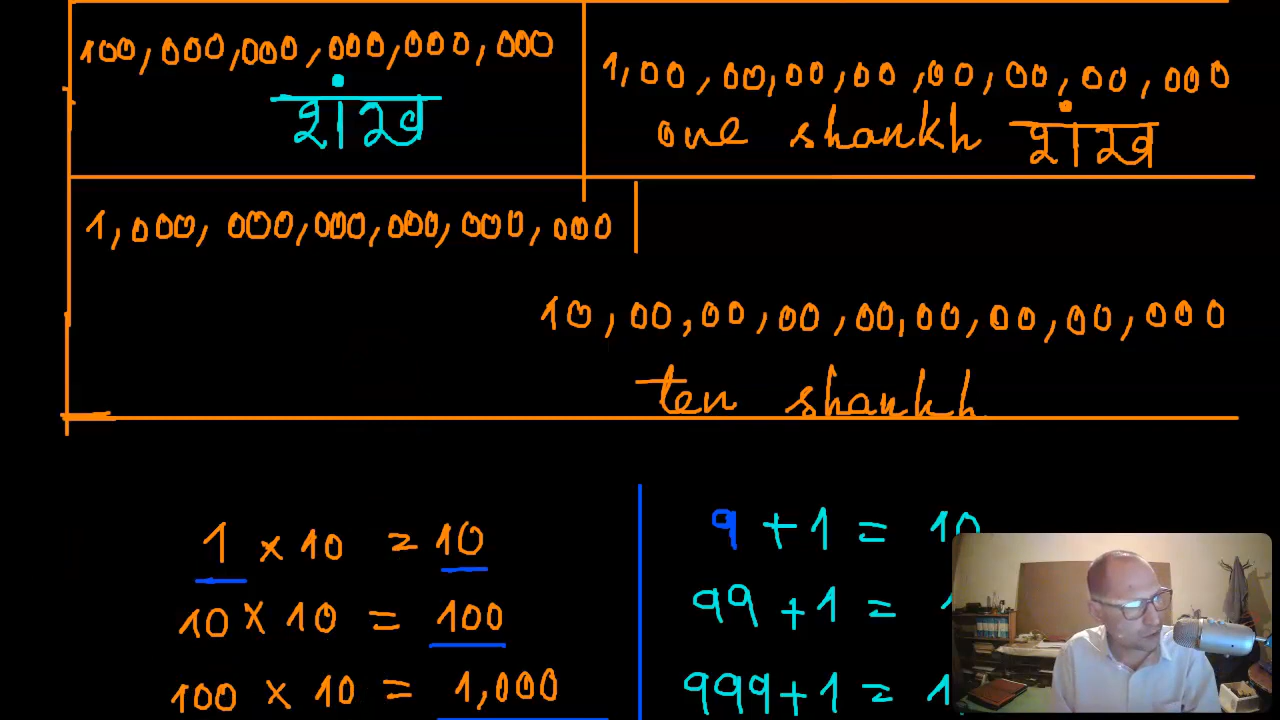 100,000,000,000,000,000
शंख
1,00,00,00,00,00,00,00,000
one shankh शंख
1,000,000,000,000,000,000
10,00,00,00,00,00,00,00,000
ten shankh
1 × 10 = 10
10 × 10 = 100
100 × 10 = 1,000
9 + 1 = 10
99 + 1 =
999 + 1 = 1